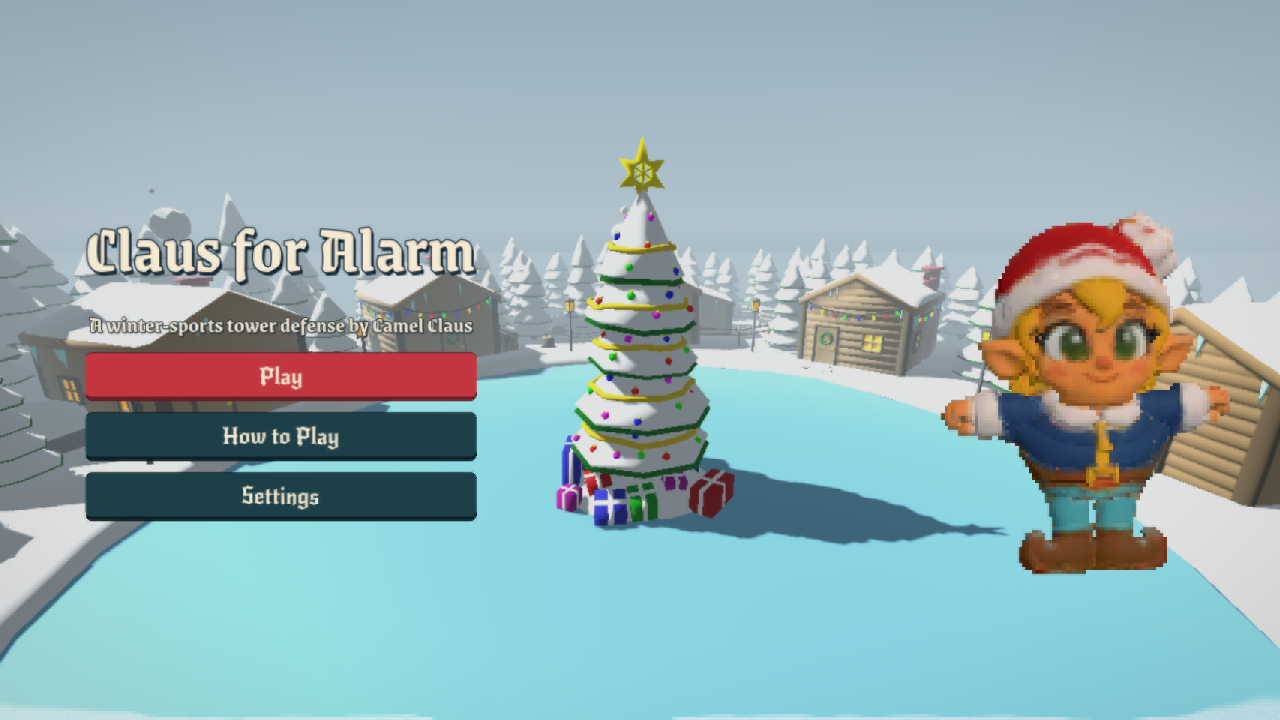 Claus for Alarm
A winter-sports tower defense by Camel Claus
Play
How to Play
Settings